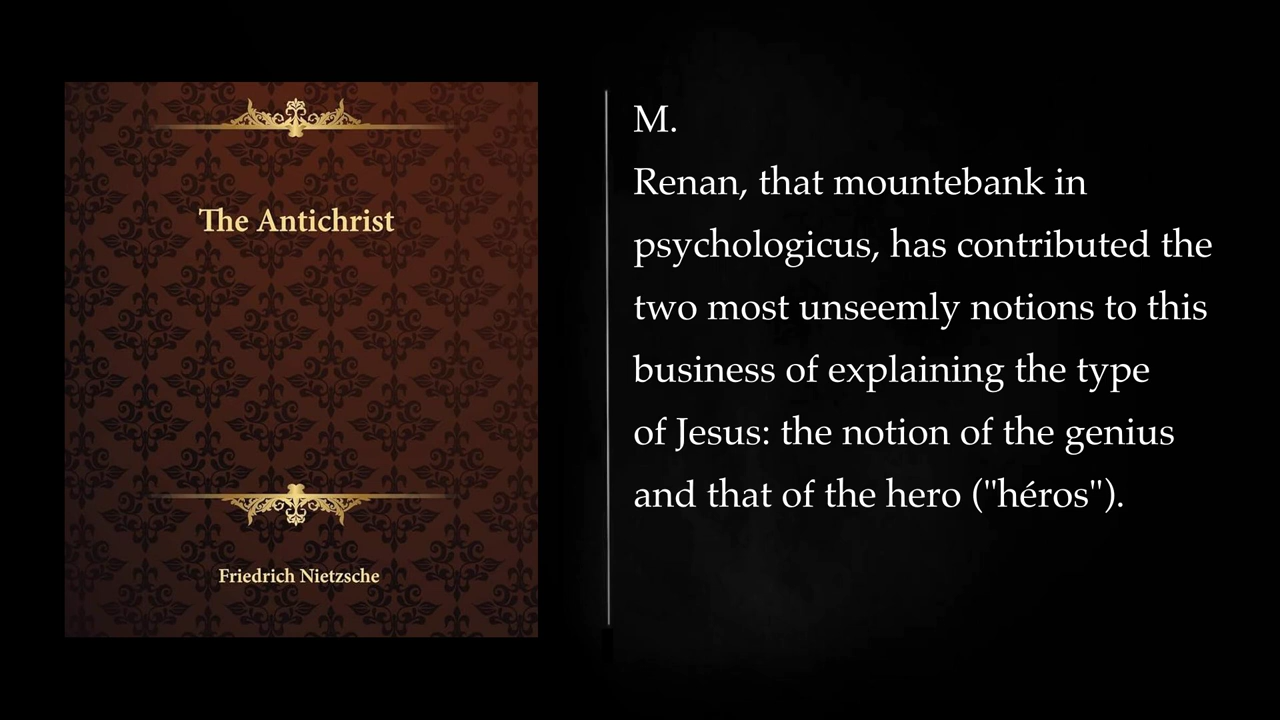 The Antichrist
Friedrich Nietzsche
M.
Renan, that mountebank in
psychologicus, has contributed the
two most unseemly notions to this
business of explaining the type
of Jesus: the notion of the genius
and that of the hero ("héros").